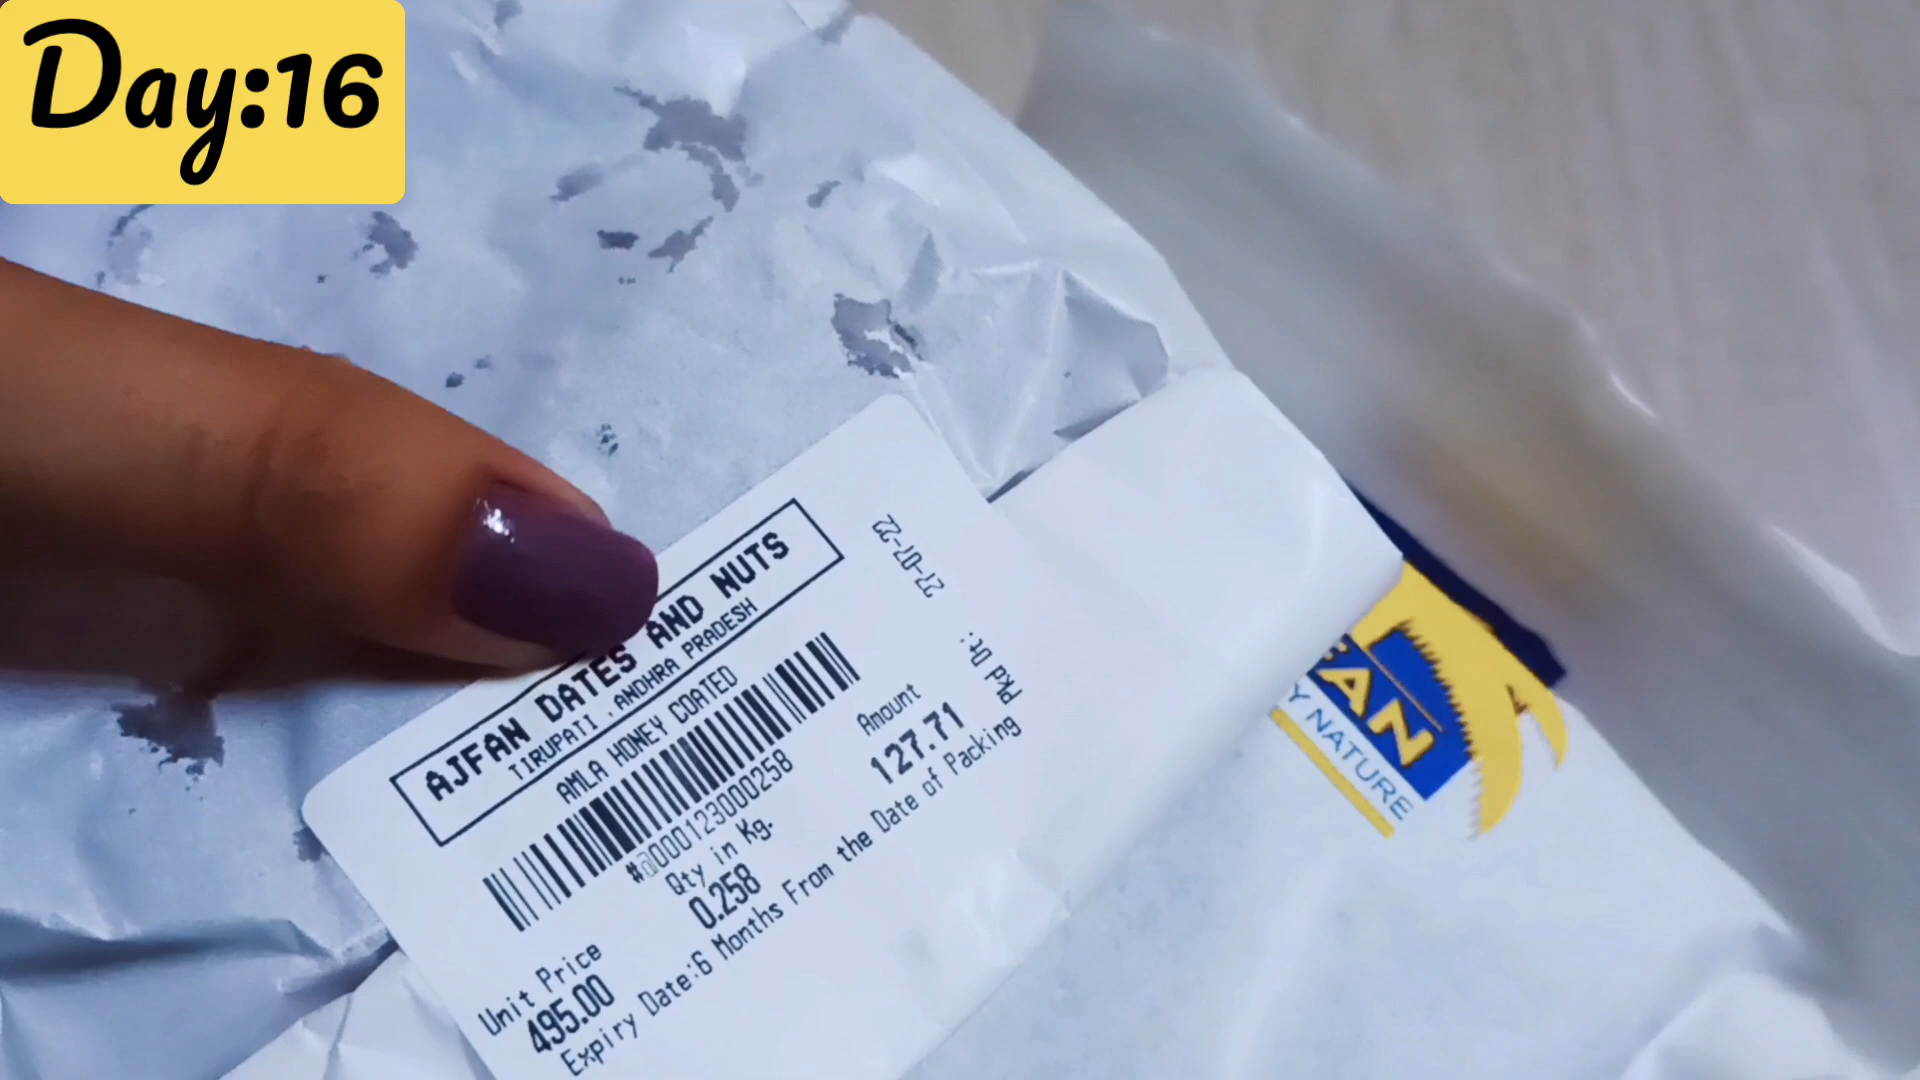 Day:16
AJFAN DATES AND NUTS
TIRUPATI , ANDHRA PRADESH
AMLA HONEY COATED
#@0001230000258
Qty in Kg.
0.258
Unit Price
495.00
Amount
127.71
Pkd Dt:
27-07-22
Expiry Date:6 Months From the Date of Packing
NATURE